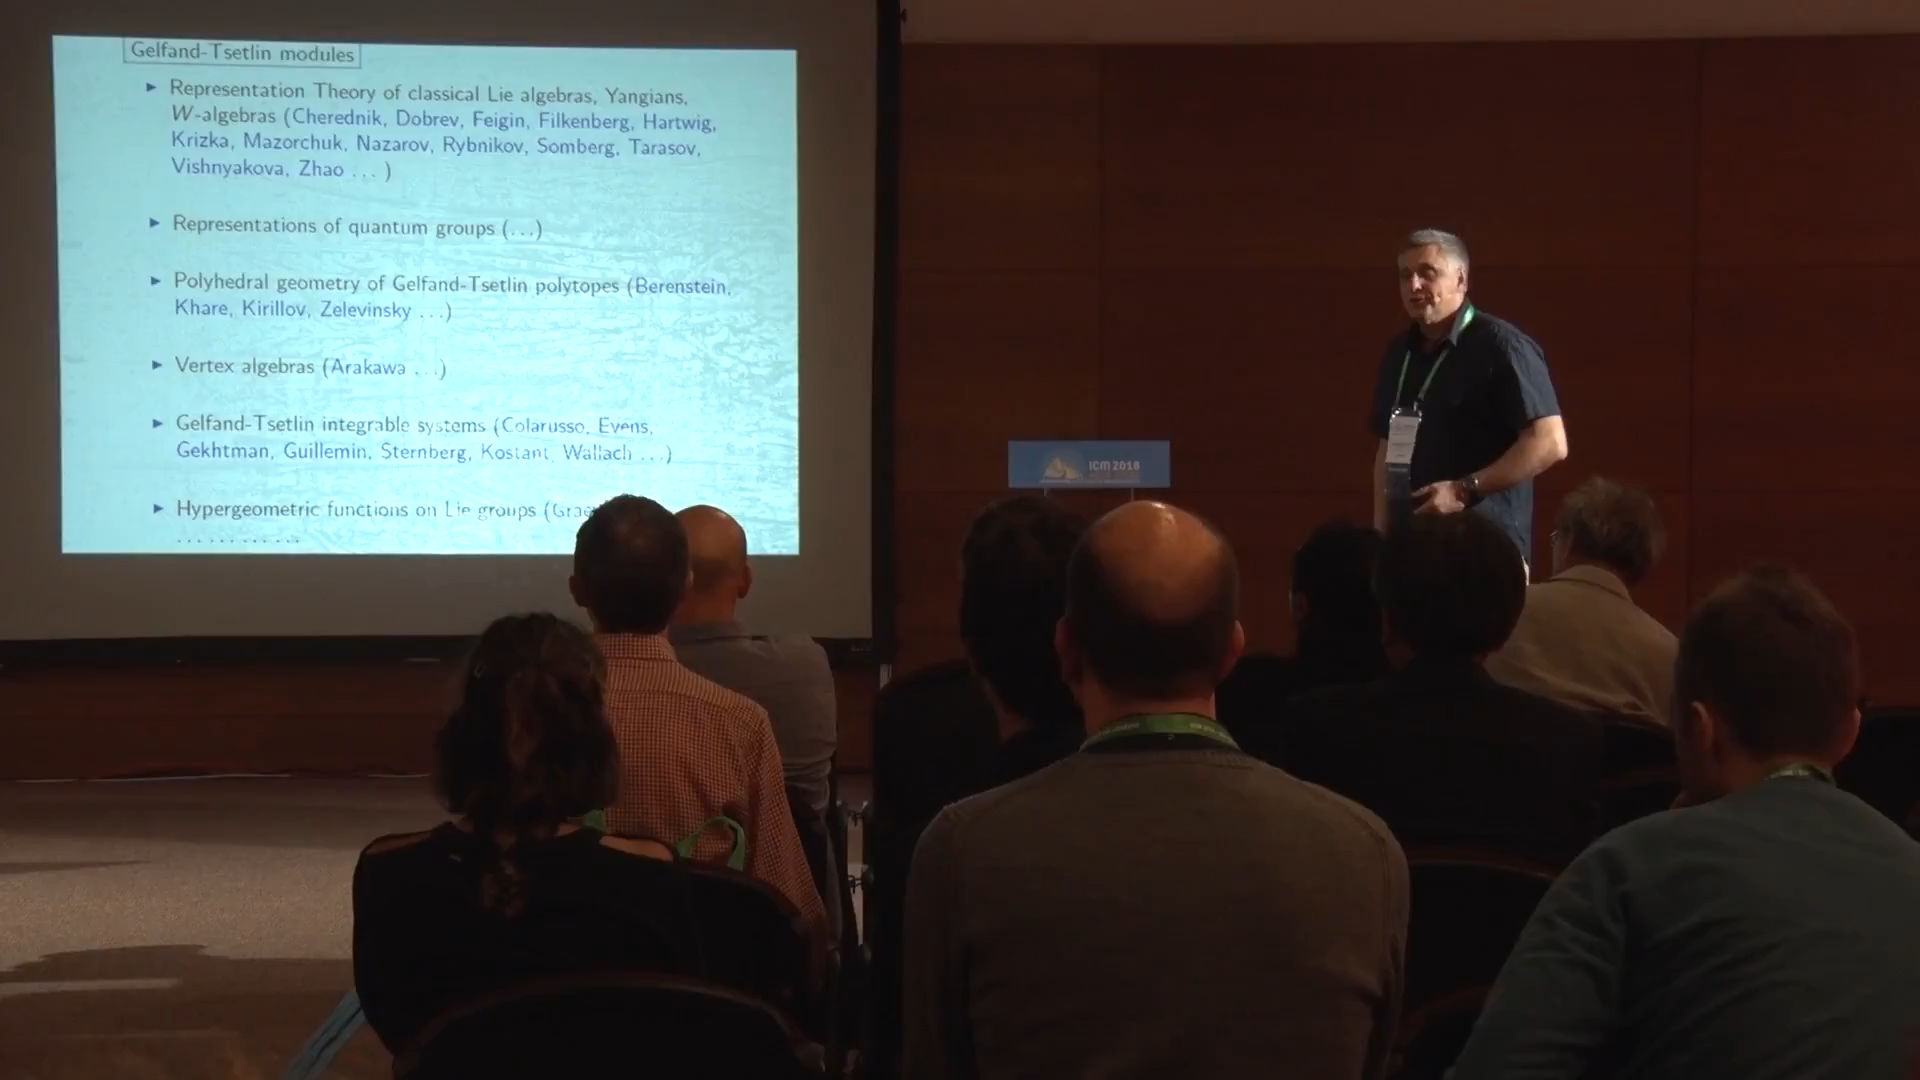 Gelfand-Tsetlin modules
► Representation Theory of classical Lie algebras, Yangians,
W-algebras (Cherednik, Dobrev, Feigin, Filkenberg, Hartwig,
Krizka, Mazorchuk, Nazarov, Rybnikov, Somberg, Tarasov,
Vishnyakova, Zhao ... )
► Representations of quantum groups (...)
► Polyhedral geometry of Gelfand-Tsetlin polytopes (Berenstein,
Khare, Kirillov, Zelevinsky ...)
► Vertex algebras (Arakawa ...)
► Gelfand-Tsetlin integrable systems (Colarusso, Evens,
Gekhtman, Guillemin, Sternberg, Kostant, Wallach ...)
► Hypergeometric functions on Lie groups (
............
ICM 2018